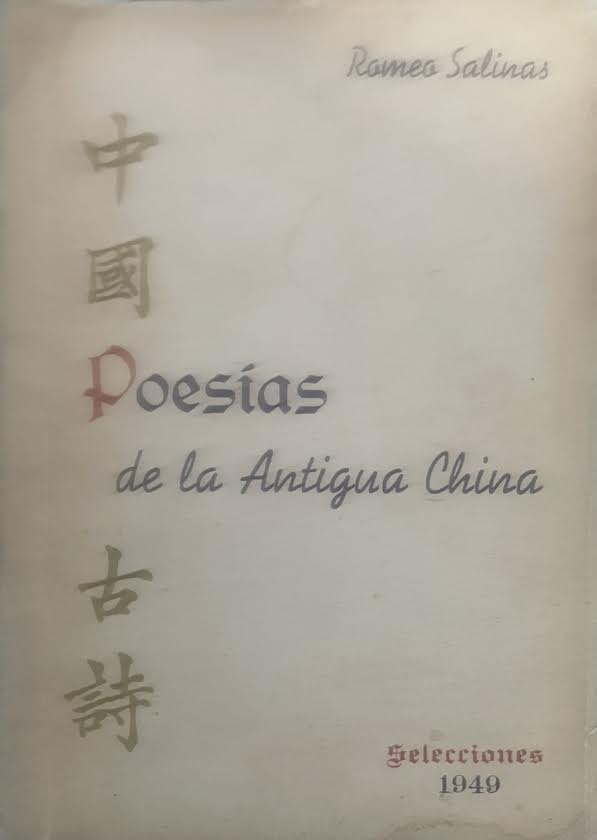 Romeo Salinas
中國
Poesías
de la Antigua China
古詩
Selecciones
1949